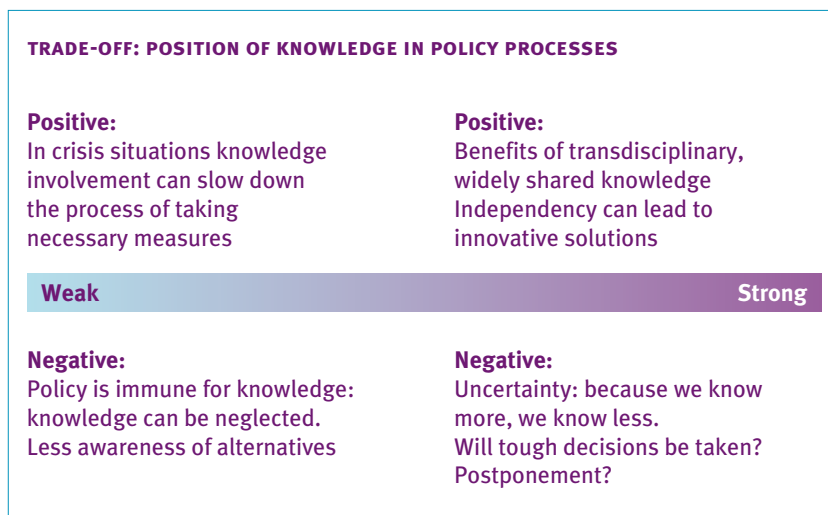 TRADE-OFF: POSITION OF KNOWLEDGE IN POLICY PROCESSES
Positive:
In crisis situations knowledge
involvement can slow down
the process of taking
necessary measures
Positive:
Benefits of transdisciplinary,
widely shared knowledge
Independency can lead to
innovative solutions
Weak
Strong
Negative:
Policy is immune for knowledge:
knowledge can be neglected.
Less awareness of alternatives
Negative:
Uncertainty: because we know
more, we know less.
Will tough decisions be taken?
Postponement?